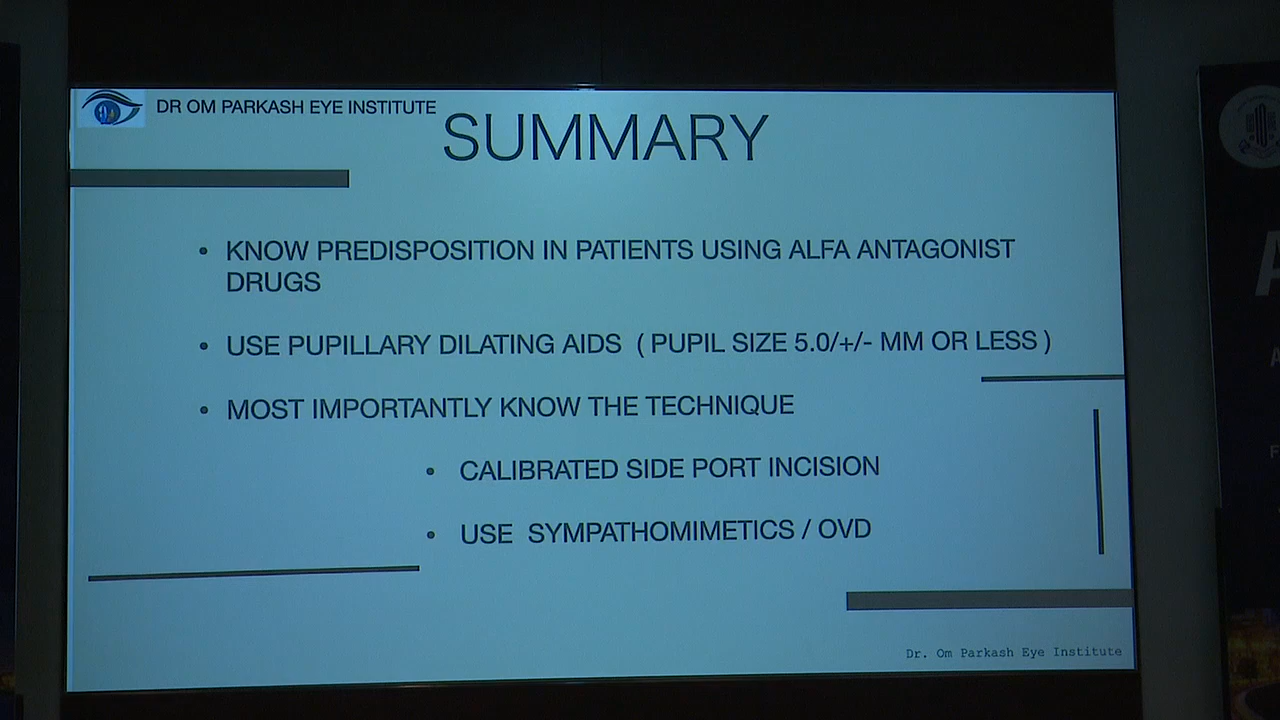 DR OM PARKASH EYE INSTITUTE
SUMMARY
• KNOW PREDISPOSITION IN PATIENTS USING ALFA ANTAGONIST
DRUGS
• USE PUPILLARY DILATING AIDS ( PUPIL SIZE 5.0/+/- MM OR LESS )
• MOST IMPORTANTLY KNOW THE TECHNIQUE
• CALIBRATED SIDE PORT INCISION
• USE SYMPATHOMIMETICS / OVD
Dr. Om Parkash Eye Institute